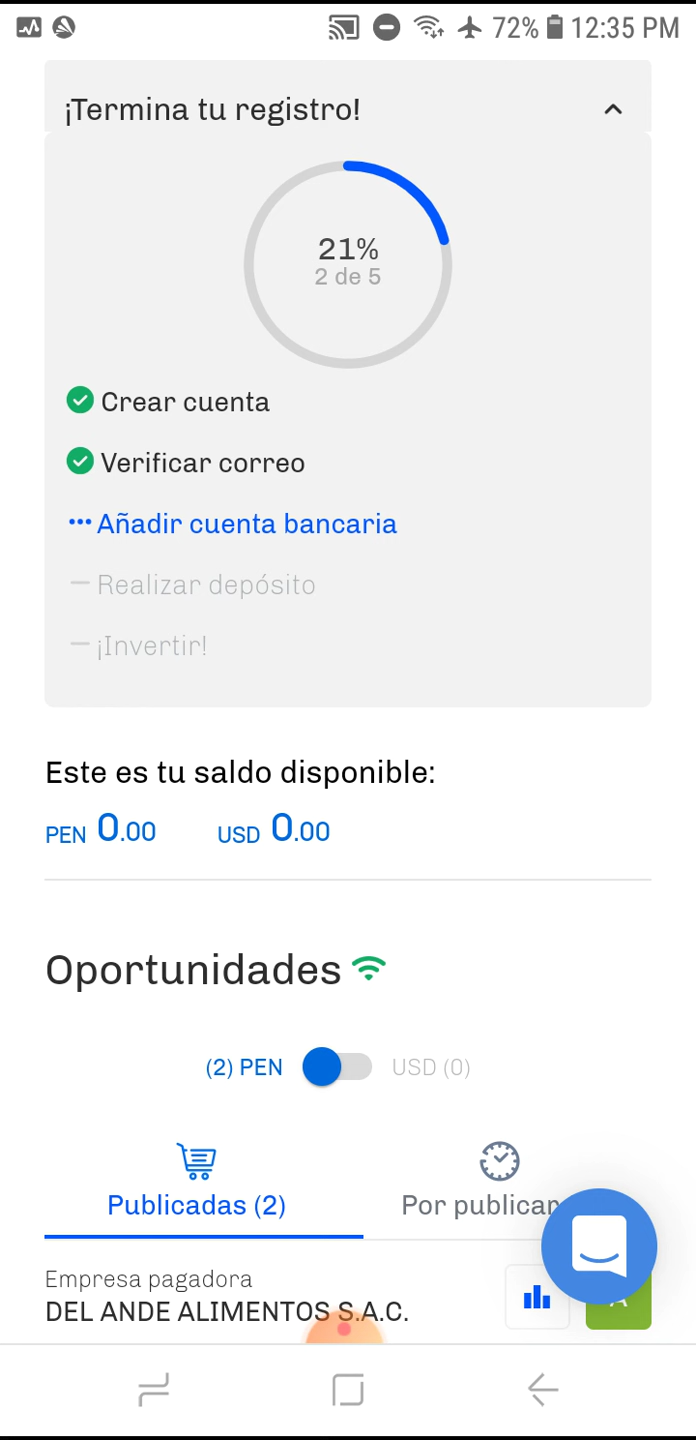 72% 12:35 PM
¡Termina tu registro!
21%
2 de 5
Crear cuenta
Verificar correo
Añadir cuenta bancaria
Realizar depósito
¡Invertir!
Este es tu saldo disponible:
PEN 0.00 USD 0.00
Oportunidades
(2) PEN USD (0)
Publicadas (2) Por publicar
Empresa pagadora
DEL ANDE ALIMENTOS S.A.C.
A